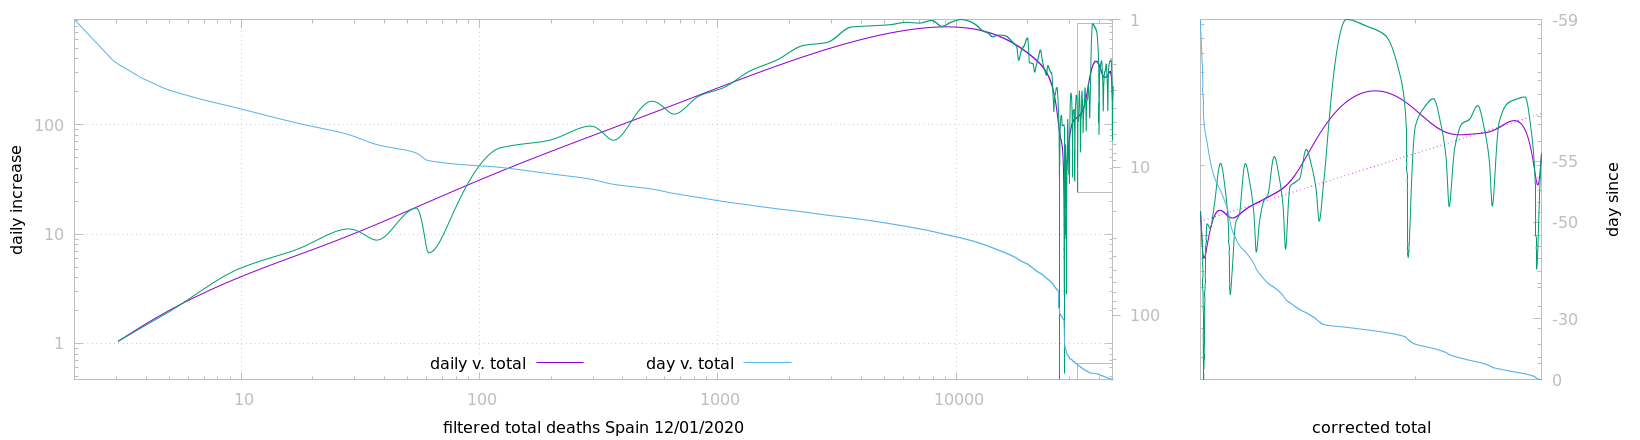 daily increase
100
10
1
10
100
1000
10000
1
10
100
daily v. total
day v. total
filtered total deaths Spain 12/01/2020
-59
-55
-50
-30
0
day since
corrected total